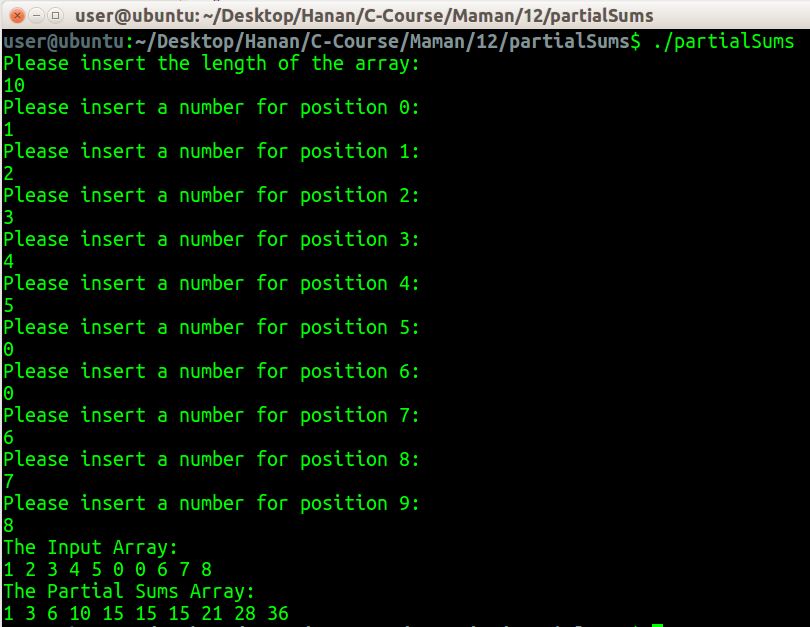 user@ubuntu: ~/Desktop/Hanan/C-Course/Maman/12/partialSums
user@ubuntu:~/Desktop/Hanan/C-Course/Maman/12/partialSums$ ./partialSums
Please insert the length of the array:
10
Please insert a number for position 0:
1
Please insert a number for position 1:
2
Please insert a number for position 2:
3
Please insert a number for position 3:
4
Please insert a number for position 4:
5
Please insert a number for position 5:
0
Please insert a number for position 6:
0
Please insert a number for position 7:
6
Please insert a number for position 8:
7
Please insert a number for position 9:
8
The Input Array:
1 2 3 4 5 0 0 6 7 8
The Partial Sums Array:
1 3 6 10 15 15 15 21 28 36